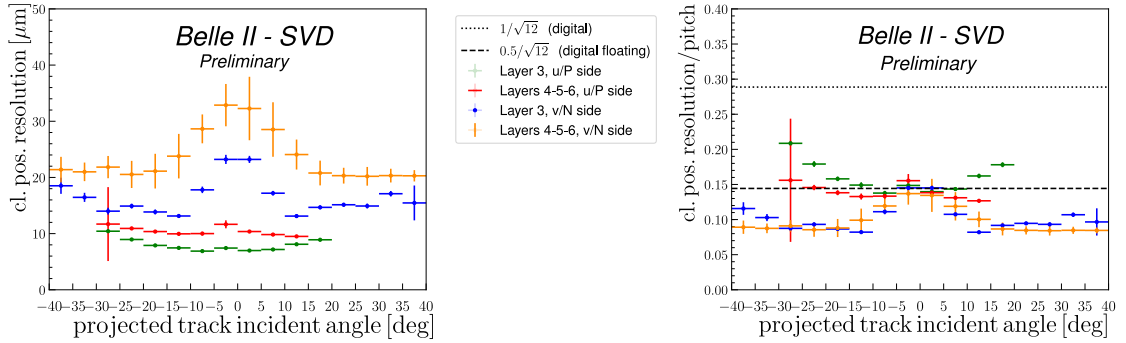 Belle II - SVD
Preliminary
cl. pos. resolution [μm]
60
50
40
30
20
10
0
−40−35−30−25−20−15−10−5 0 5 10 15 20 25 30 35 40
projected track incident angle [deg]
1/√12 (digital)
0.5/√12 (digital floating)
Layer 3, u/P side
Layers 4-5-6, u/P side
Layer 3, v/N side
Layers 4-5-6, v/N side
Belle II - SVD
Preliminary
cl. pos. resolution/pitch
0.40
0.35
0.30
0.25
0.20
0.15
0.10
0.05
0.00
−40−35−30−25−20−15−10−5 0 5 10 15 20 25 30 35 40
projected track incident angle [deg]